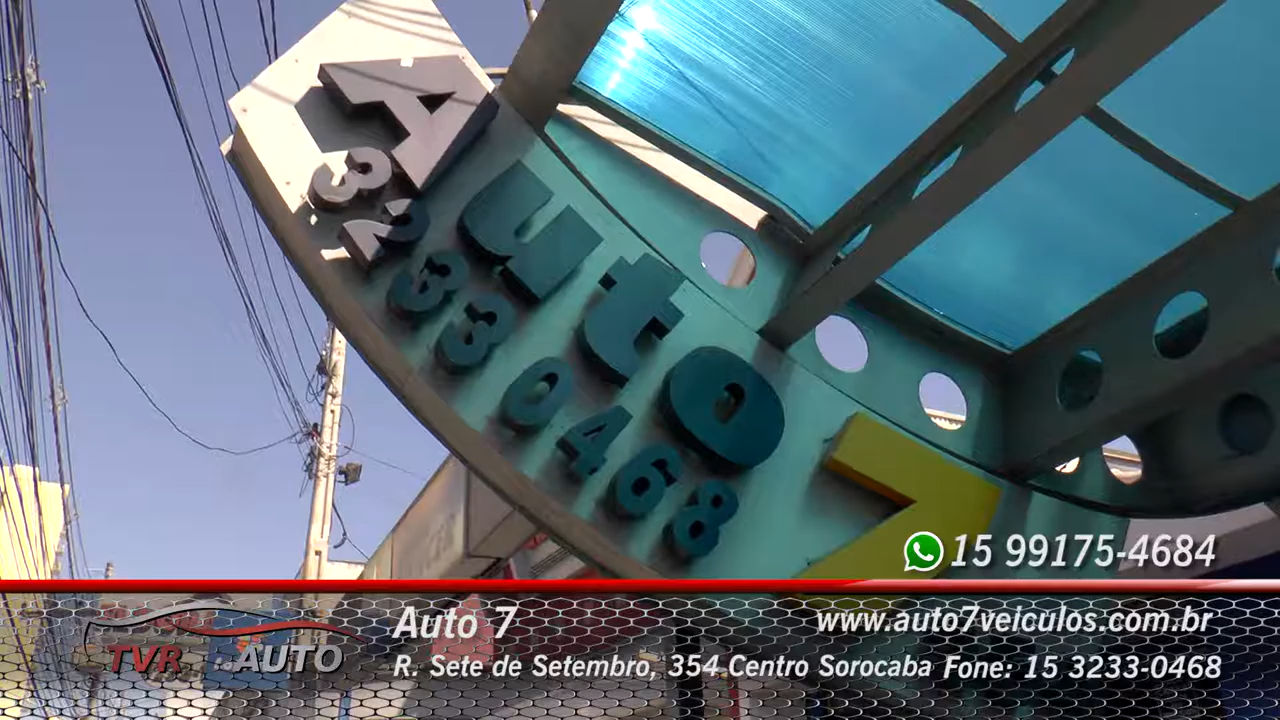 Auto 7
3233 0468
15 99175-4684
TVR AUTO
Auto 7
www.auto7veiculos.com.br
R. Sete de Setembro, 354 Centro Sorocaba Fone: 15 3233-0468